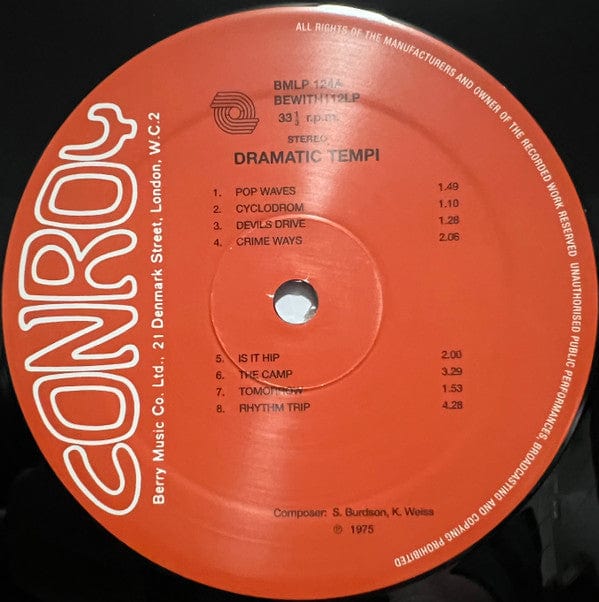 CONROY
Berry Music Co. Ltd., 21 Denmark Street, London, W.C.2
ALL RIGHTS OF THE MANUFACTURERS AND OWNER OF THE RECORDED WORK RESERVED UNAUTHORISED PUBLIC PERFORMANCES, BROADCASTING AND COPYING PROHIBITED
BMLP 124A
BEWITH112LP
33⅓ r.p.m.
STEREO
DRAMATIC TEMPI
1. POP WAVES 1.49
2. CYCLODROM 1.10
3. DEVILS DRIVE 1.28
4. CRIME WAYS 2.06
5. IS IT HIP 2.00
6. THE CAMP 3.29
7. TOMORROW 1.53
8. RHYTHM TRIP 4.28
Composer: S. Burdson, K. Weiss
℗ 1975